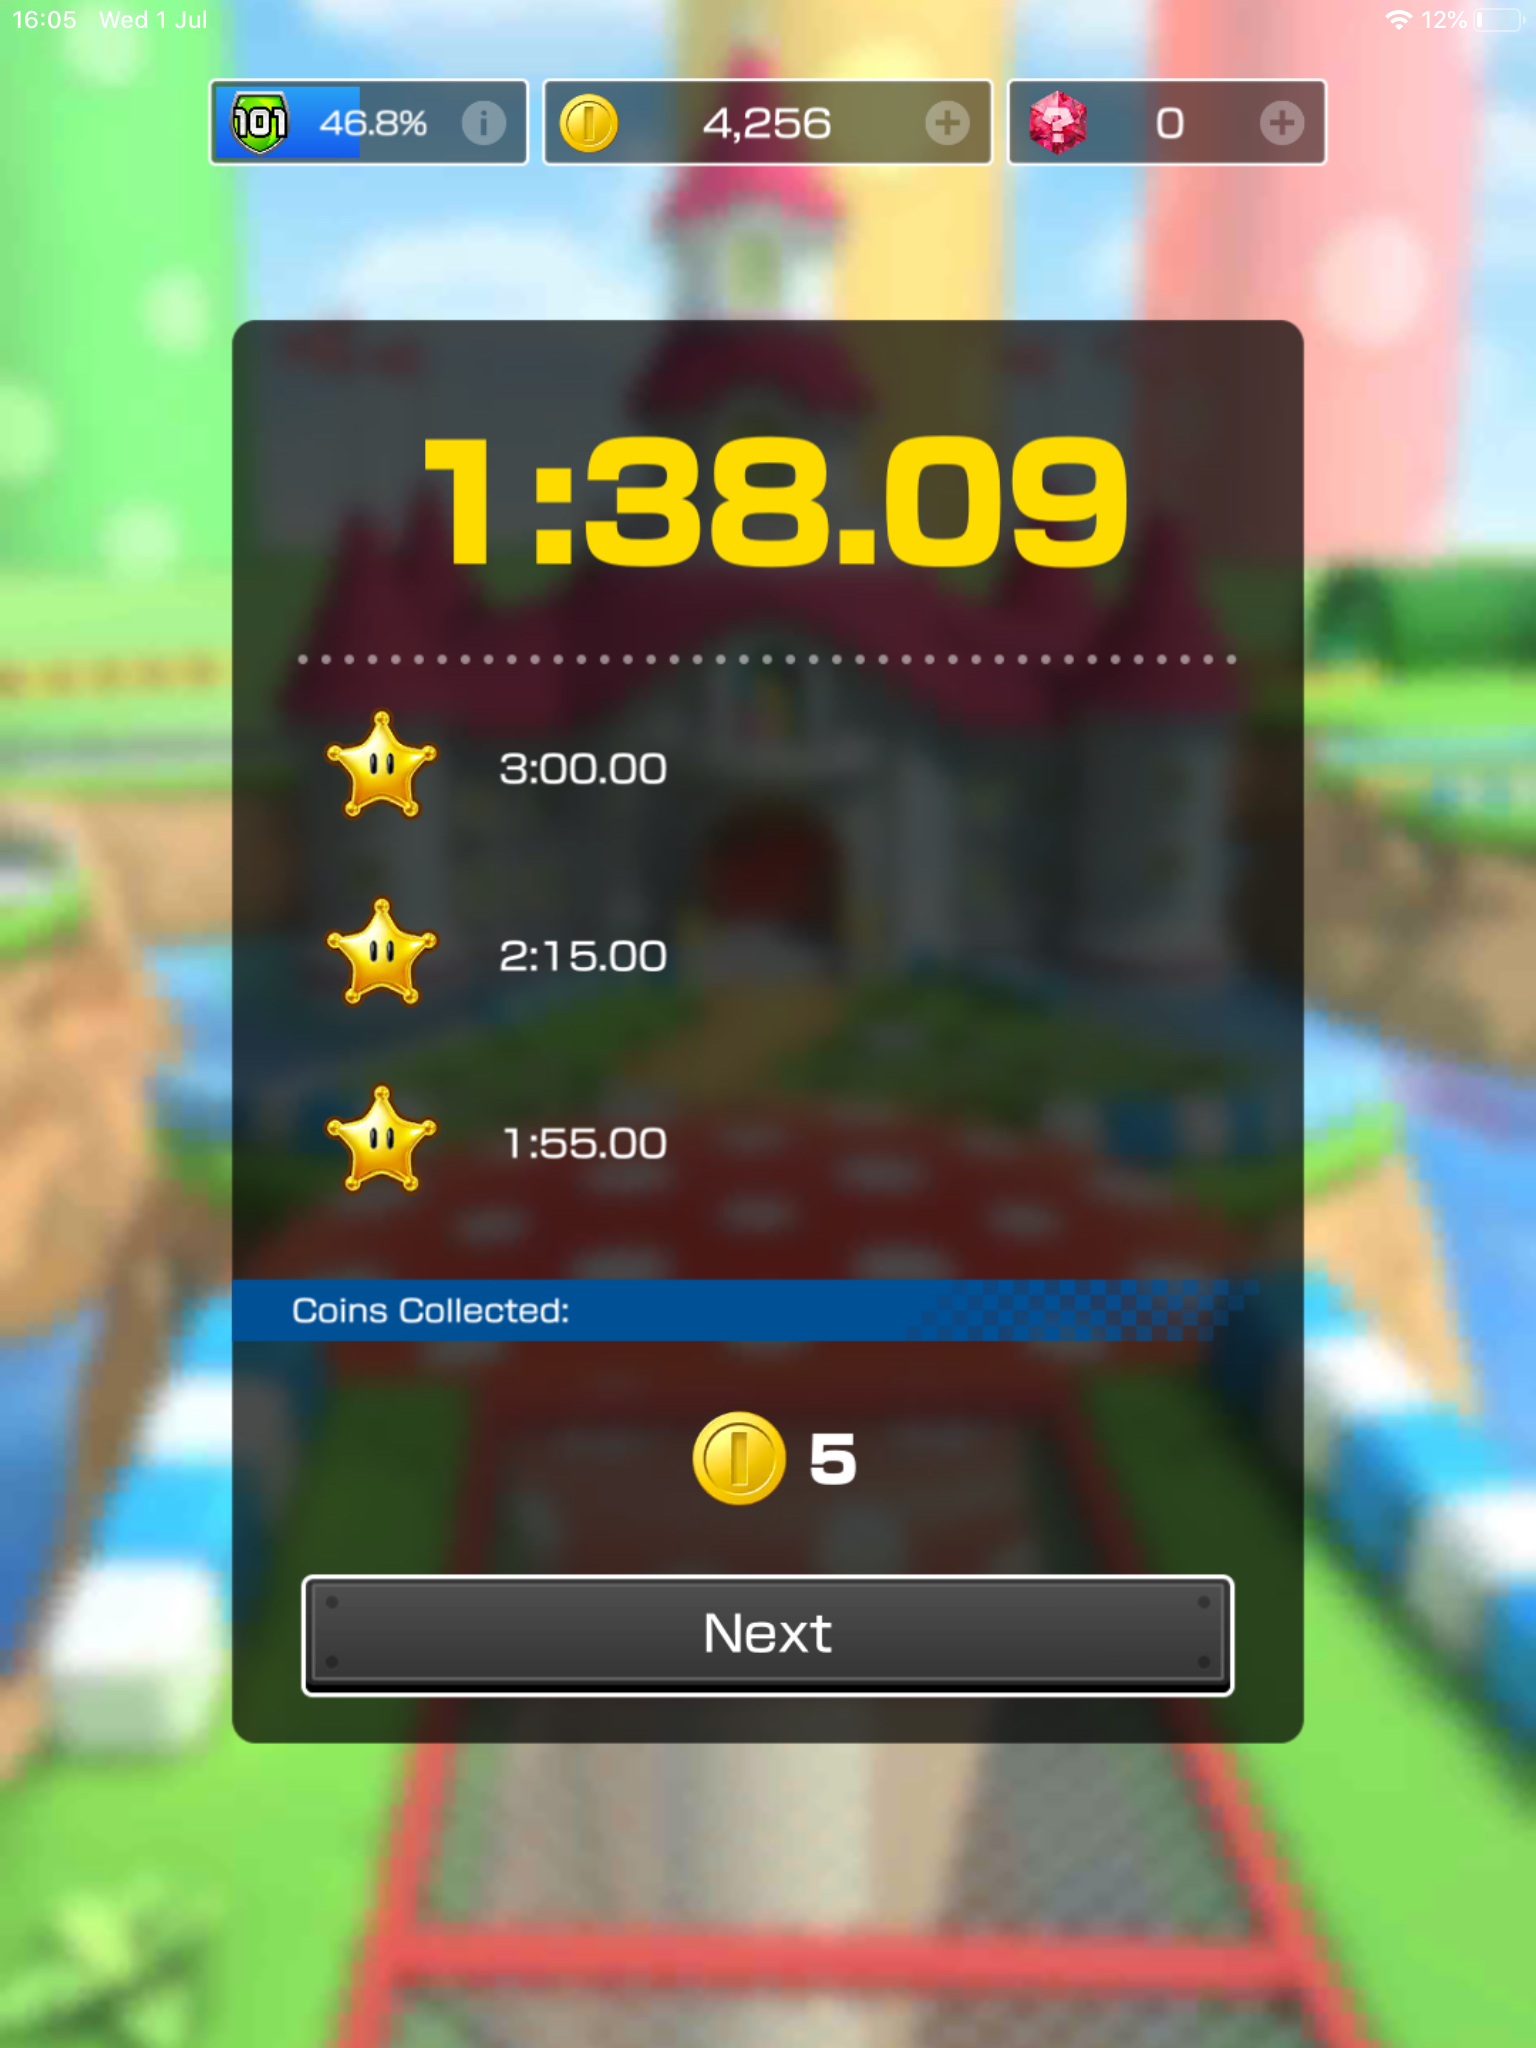 16:05 Wed 1 Jul 12%
101 46.8% i 4,256 + ? 0 +
1:38.09
3:00.00
2:15.00
1:55.00
Coins Collected:
5
Next